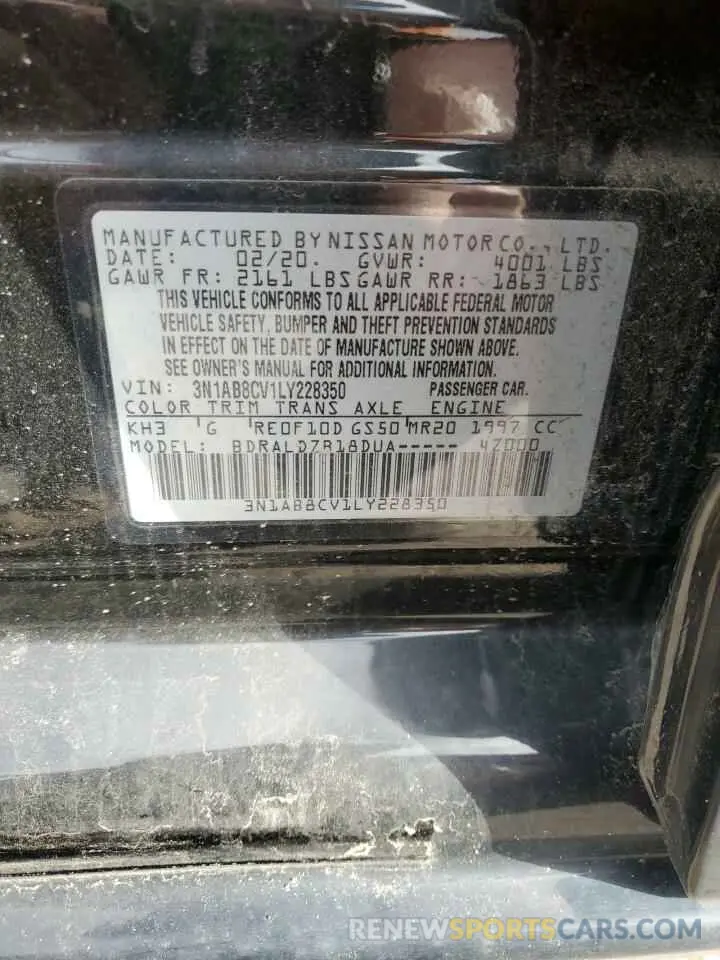 MANUFACTURED BY NISSAN MOTOR CO., LTD.
DATE: 02/20. GVWR: 4001 LBS
GAWR FR: 2161 LBS GAWR RR: 1863 LBS
THIS VEHICLE CONFORMS TO ALL APPLICABLE FEDERAL MOTOR
VEHICLE SAFETY, BUMPER AND THEFT PREVENTION STANDARDS
IN EFFECT ON THE DATE OF MANUFACTURE SHOWN ABOVE.
SEE OWNER'S MANUAL FOR ADDITIONAL INFORMATION.
VIN: 3N1AB8CV1LY228350 PASSENGER CAR.
COLOR TRIM TRANS AXLE ENGINE
KH3 G RE0F10D GS50 MR20 1997 CC
MODEL: BDRALDZB18DUA----- 4Z000
3N1AB8CV1LY228350
RENEWSPORTSCARS.COM